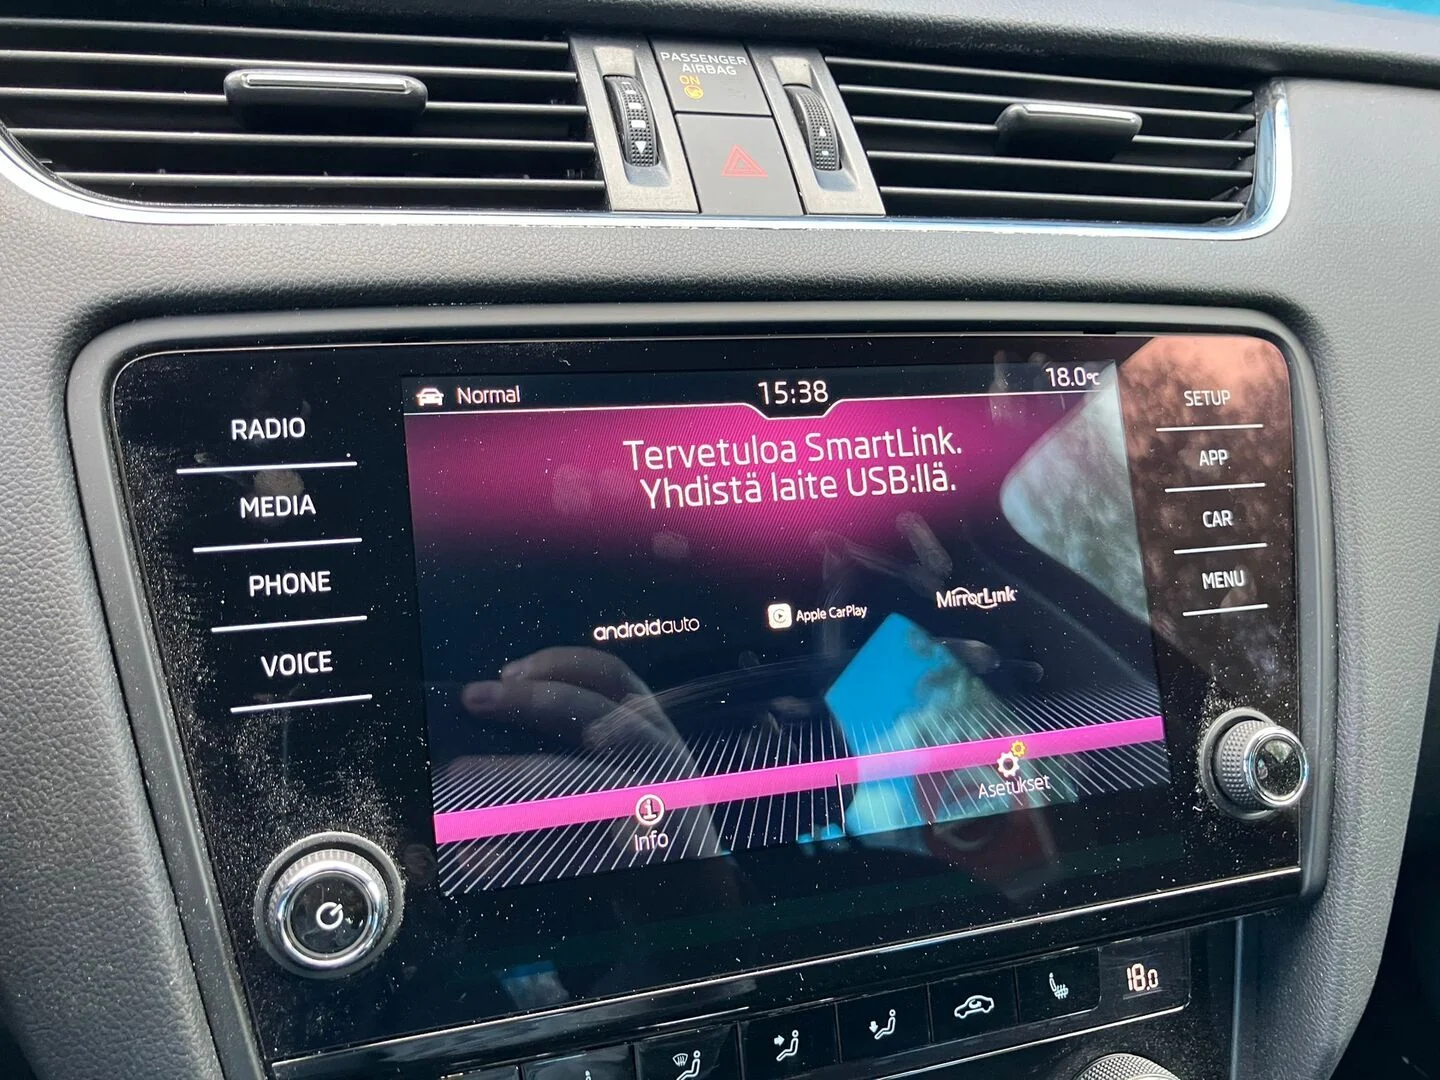 PASSENGER
AIRBAG
ON
Normal
15:38
18.0°C
Tervetuloa SmartLink.
Yhdistä laite USB:llä.
RADIO
MEDIA
PHONE
VOICE
androidauto
Apple CarPlay
MirrorLink
Info
Asetukset
SETUP
APP
CAR
MENU
18.0